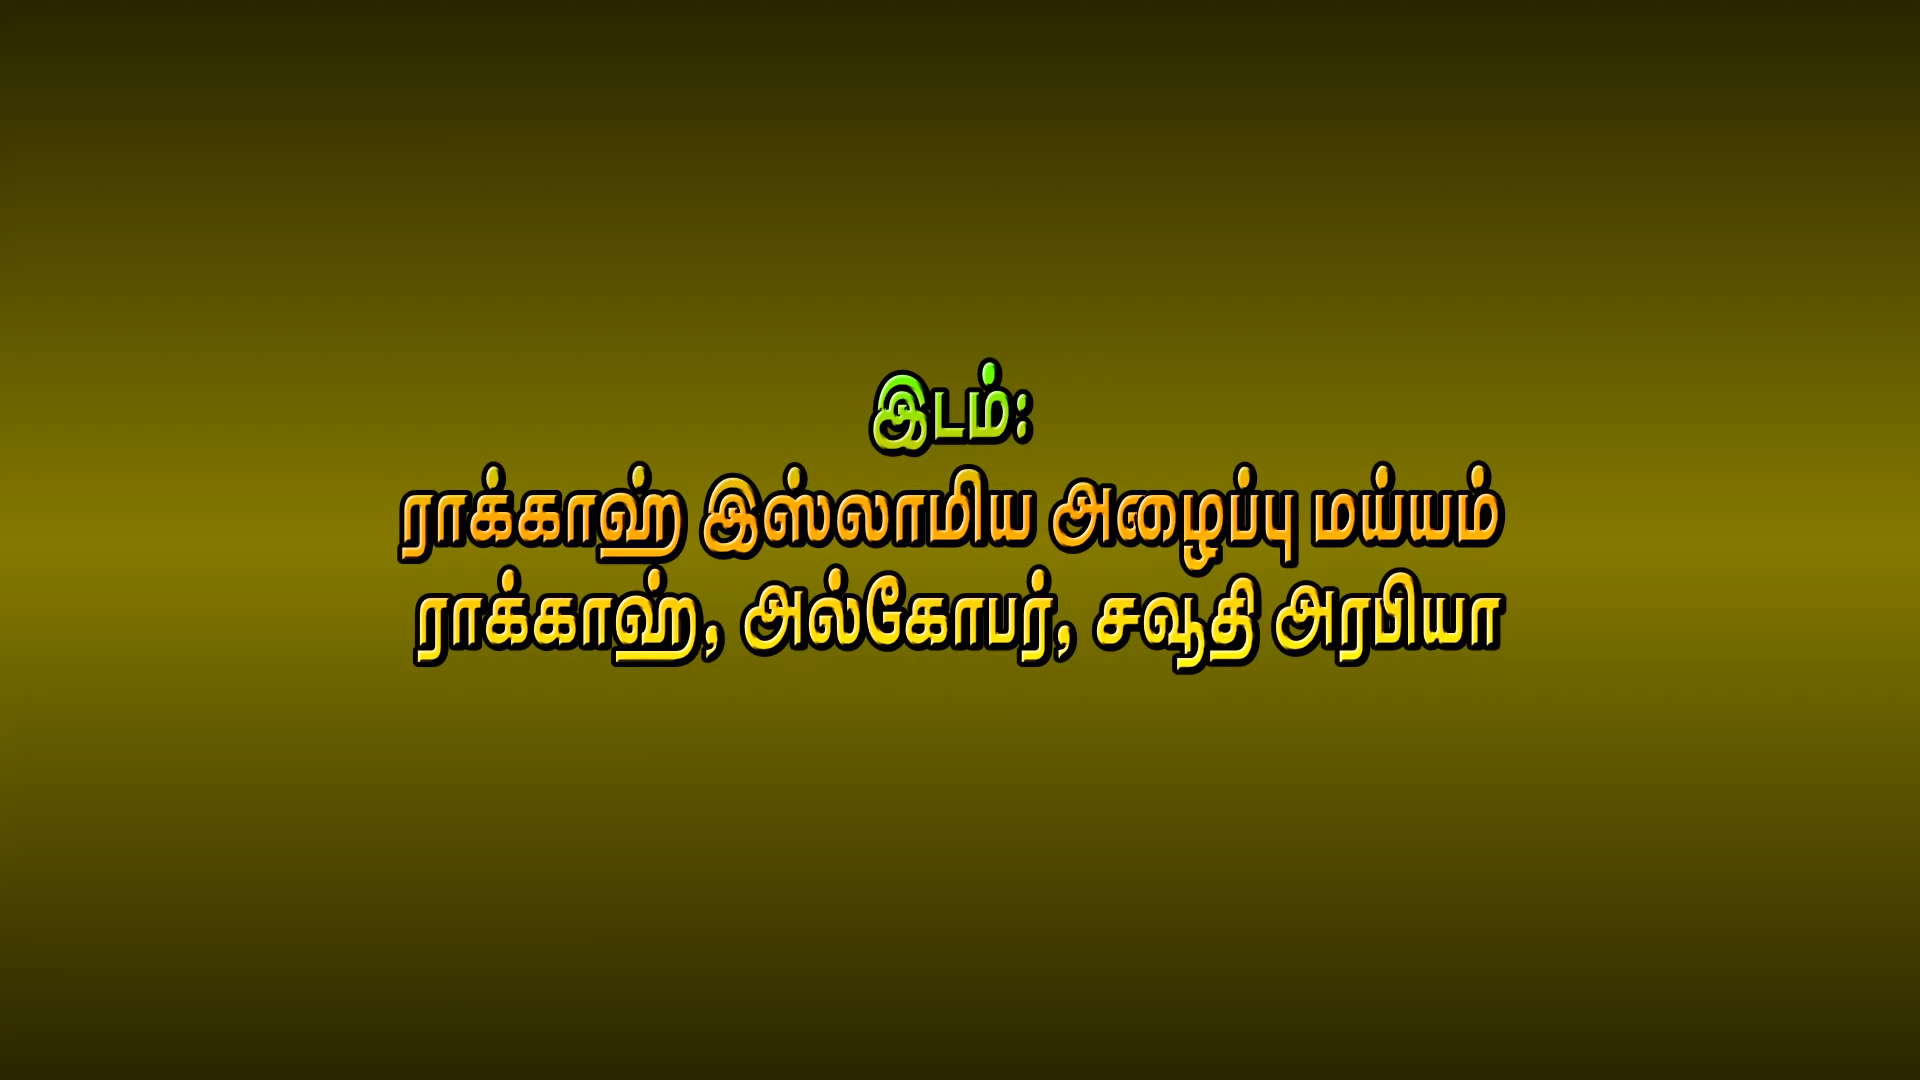 இடம்:
ராக்காஹ் இஸ்லாமிய அழைப்பு மய்யம்
ராக்காஹ், அல்கோபர், சவூதி அரபியா